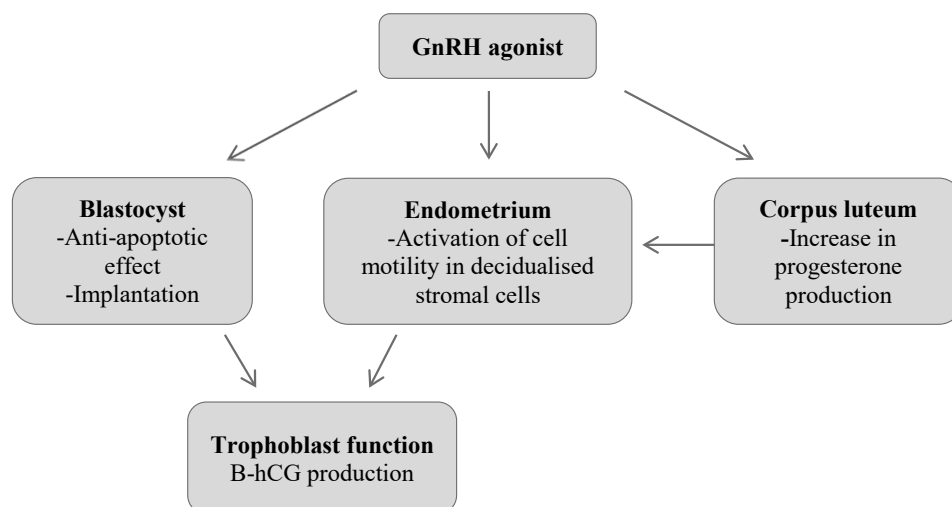 GnRH agonist
Blastocyst
-Anti-apoptotic
effect
-Implantation
Endometrium
-Activation of cell
motility in decidualised
stromal cells
Corpus luteum
-Increase in
progesterone
production
Trophoblast function
B-hCG production